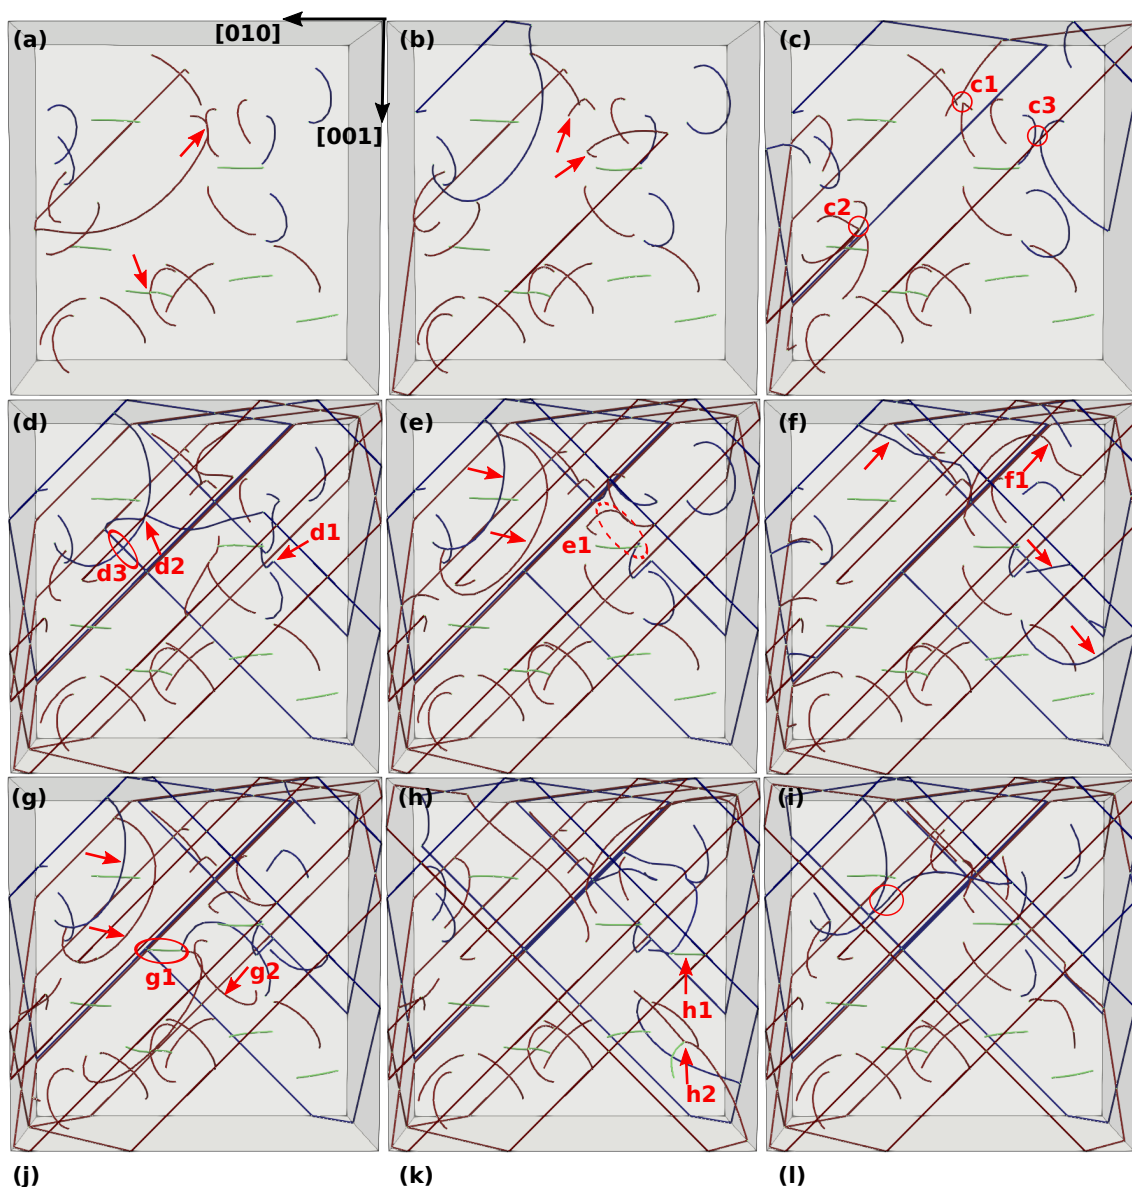 (a) [010] (b) (c)
[001] c1
c3
c2
(d) (e) (f)
f1
d1
e1
d3 d2
(g) (h) (i)
g1 g2
h1
h2
(j) (k) (l)